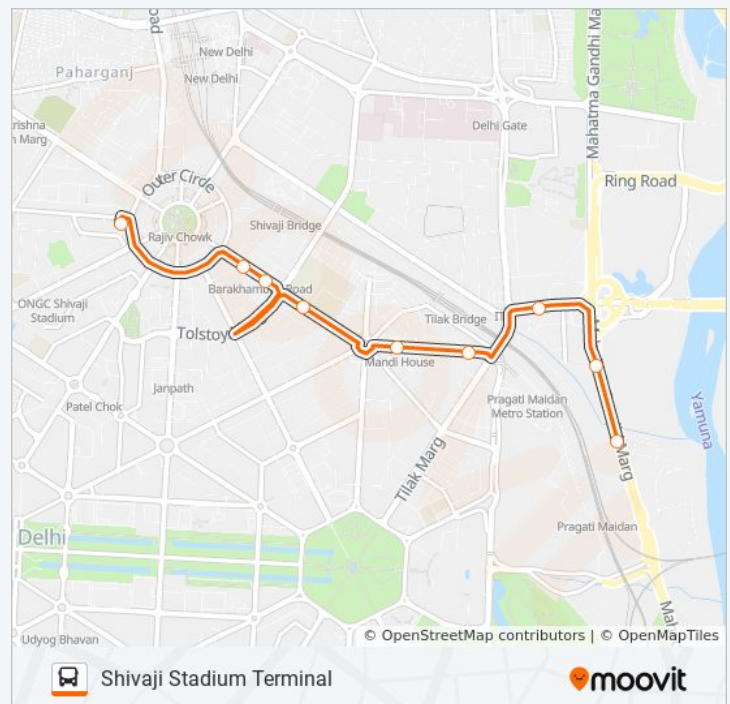 New Delhi
Paharganj
New Delhi
Delhi Gate
Mahatma Gandhi Ma
Marg
Ring Road
Outer Circle
Shivaji Bridge
Rajiv Chowk
Road
ONGC Shivaji
Stadium
Tilak Bridge
Tolstoy
Mandi House
Janpath
Patel Chok
Pragati Maidan
Metro Station
Yamuna
Tilak Marg
Marg
Pragati Maidan
Delhi
Udyog Bhavan
© OpenStreetMap contributors | © OpenMapTiles
Shivaji Stadium Terminal
moovit